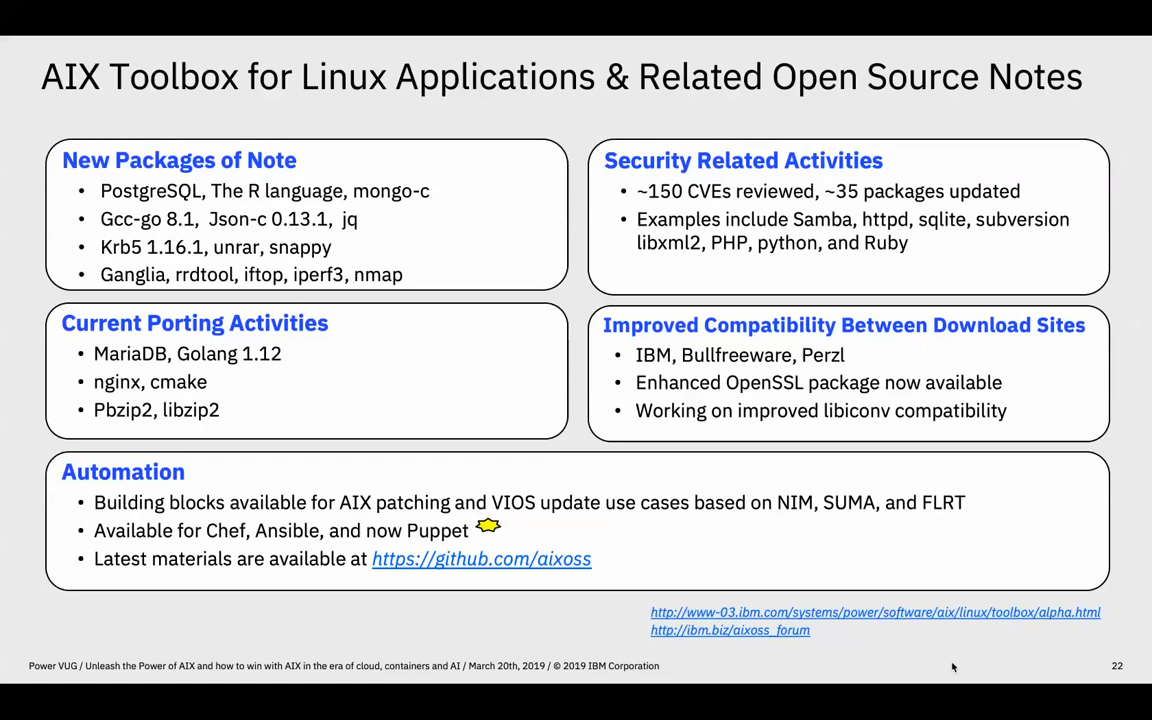 AIX Toolbox for Linux Applications & Related Open Source Notes
New Packages of Note
• PostgreSQL, The R language, mongo-c
• Gcc-go 8.1, Json-c 0.13.1, jq
• Krb5 1.16.1, unrar, snappy
• Ganglia, rrdtool, iftop, iperf3, nmap
Security Related Activities
• ~150 CVEs reviewed, ~35 packages updated
• Examples include Samba, httpd, sqlite, subversion
libxml2, PHP, python, and Ruby
Current Porting Activities
• MariaDB, Golang 1.12
• nginx, cmake
• Pbzip2, libzip2
Improved Compatibility Between Download Sites
• IBM, Bullfreeware, Perzl
• Enhanced OpenSSL package now available
• Working on improved libiconv compatibility
Automation
• Building blocks available for AIX patching and VIOS update use cases based on NIM, SUMA, and FLRT
• Available for Chef, Ansible, and now Puppet
• Latest materials are available at https://github.com/aixoss
http://www-03.ibm.com/systems/power/software/aix/linux/toolbox/alpha.html
http://ibm.biz/aixoss_forum
Power VUG / Unleash the Power of AIX and how to win with AIX in the era of cloud, containers and AI / March 20th, 2019 / © 2019 IBM Corporation
22